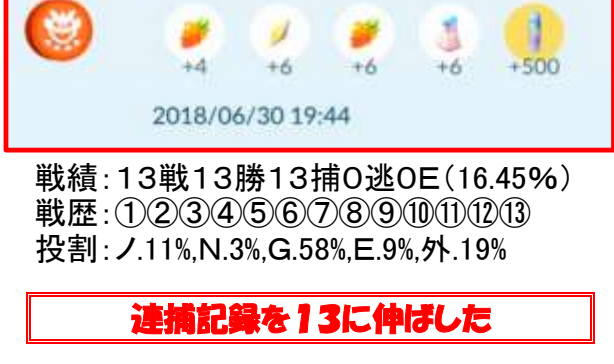 +4 +6 +6 +6 +500
2018/06/30 19:44
戦績:13戦13勝13捕0逃0E(16.45%)
戦歴:①②③④⑤⑥⑦⑧⑨⑩⑪⑫⑬
投割:ノ.11%,N.3%,G.58%,E.9%,外.19%
連捕記録を13に伸ばした